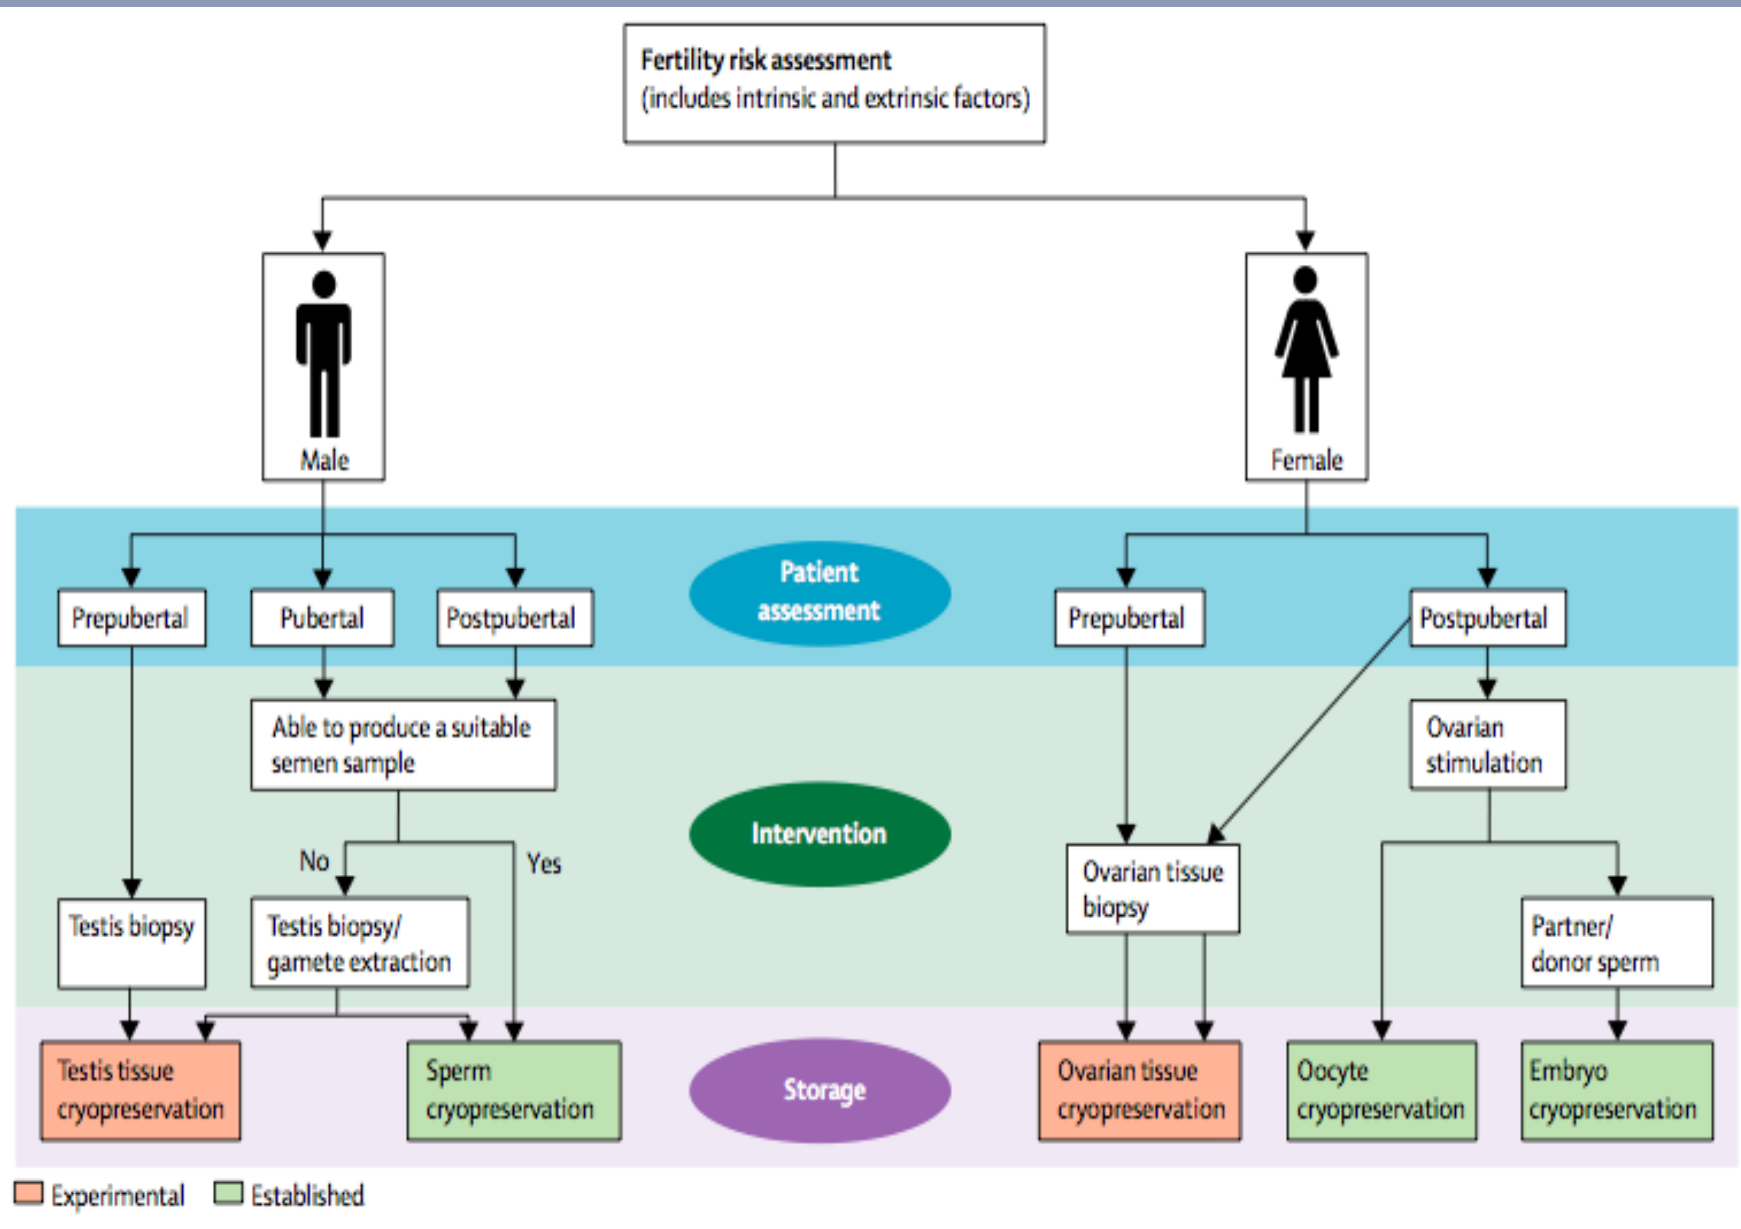 Fertility risk assessment
(includes intrinsic and extrinsic factors)
Male
Female
Patient
assessment
Prepubertal
Pubertal
Postpubertal
Prepubertal
Postpubertal
Able to produce a suitable
semen sample
Ovarian
stimulation
Intervention
No
Yes
Ovarian tissue
biopsy
Testis biopsy
Testis biopsy/
gamete extraction
Partner/
donor sperm
Testis tissue
cryopreservation
Sperm
cryopreservation
Storage
Ovarian tissue
cryopreservation
Oocyte
cryopreservation
Embryo
cryopreservation
Experimental
Established